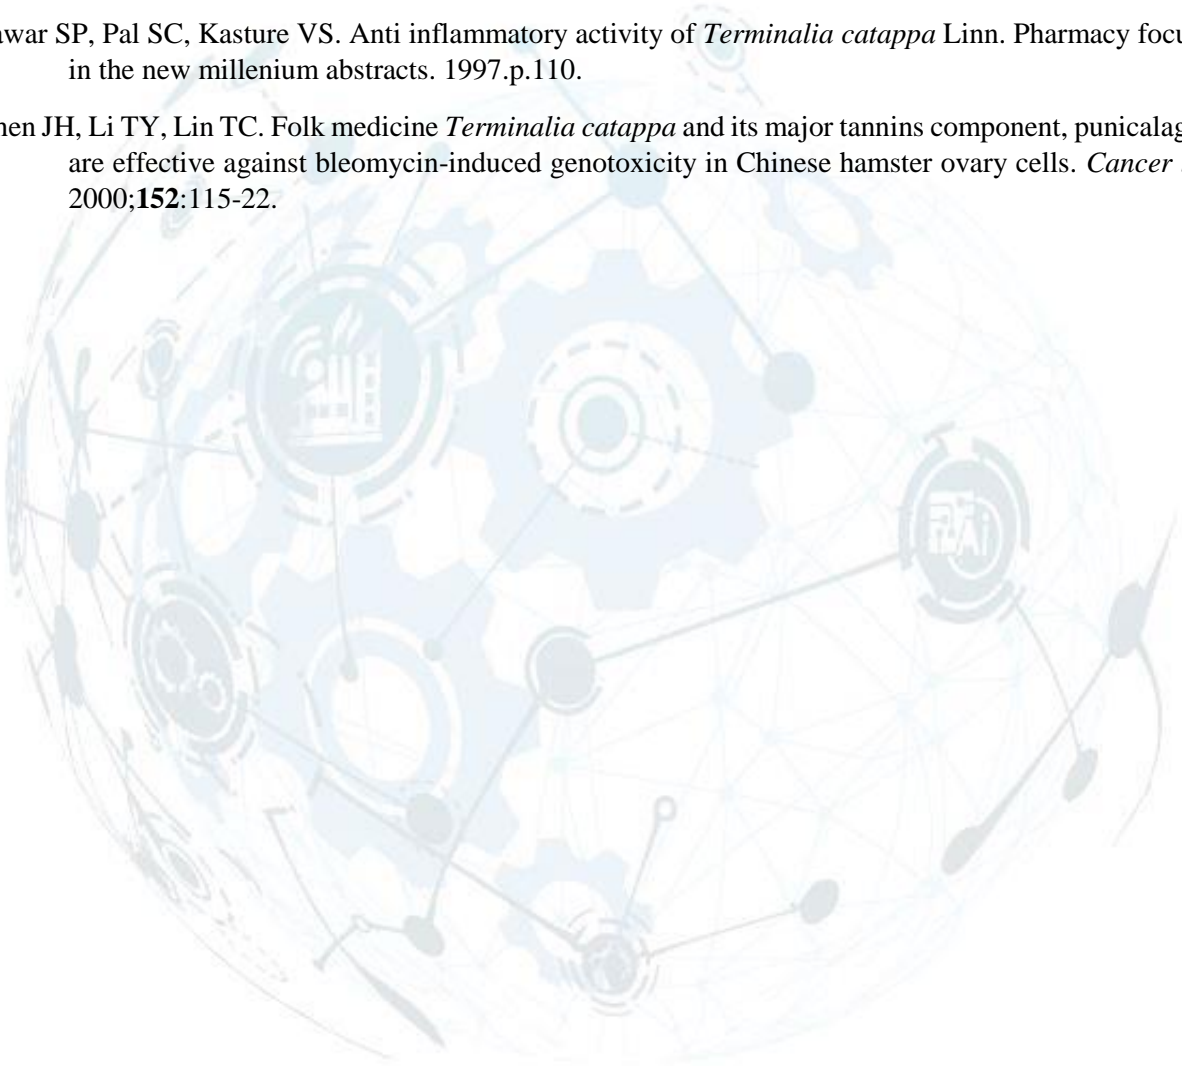 war SP, Pal SC, Kasture VS. Anti inflammatory activity of Terminalia catappa Linn. Pharmacy focu
in the new millenium abstracts. 1997.p.110.
en JH, Li TY, Lin TC. Folk medicine Terminalia catappa and its major tannins component, punicalag
are effective against bleomycin-induced genotoxicity in Chinese hamster ovary cells. Cancer
2000;152:115-22.